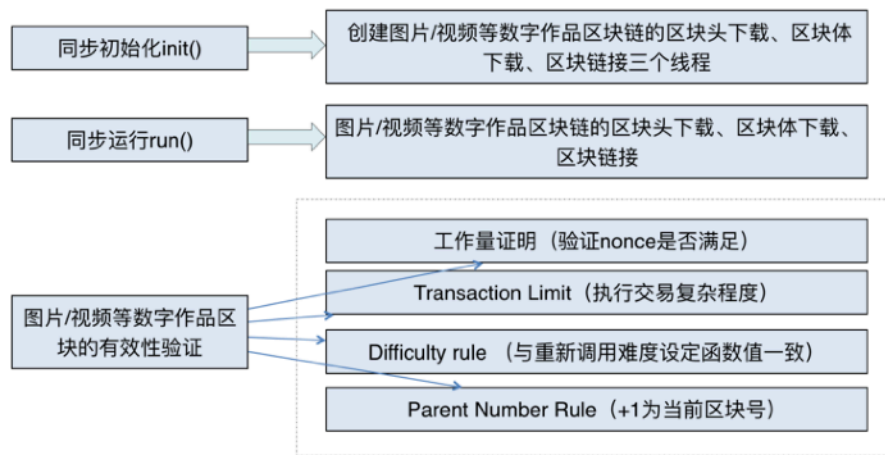 同步初始化init()
创建图片/视频等数字作品区块链的区块头下载、区块体
下载、区块链接三个线程
同步运行run()
图片/视频等数字作品区块链的区块头下载、区块体下载、
区块链接
图片/视频等数字作品区
块的有效性验证
工作量证明（验证nonce是否满足）
Transaction Limit（执行交易复杂程度）
Difficulty rule （与重新调用难度设定函数值一致）
Parent Number Rule（+1为当前区块号）